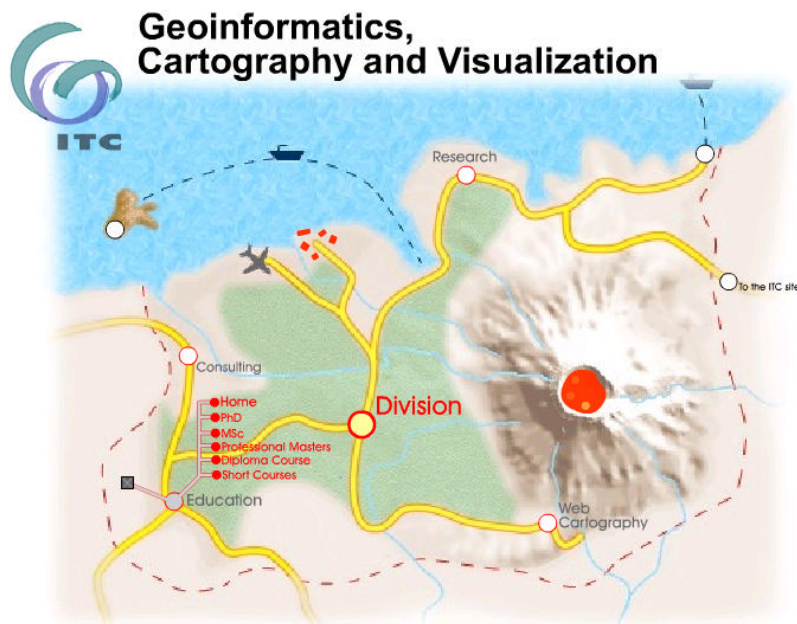 Geoinformatics,
Cartography and Visualization
ITC
Research
To the ITC site
Consulting
Home
PhD
MSc
Professional Masters
Diploma Course
Short Courses
Division
Education
Web
Cartography